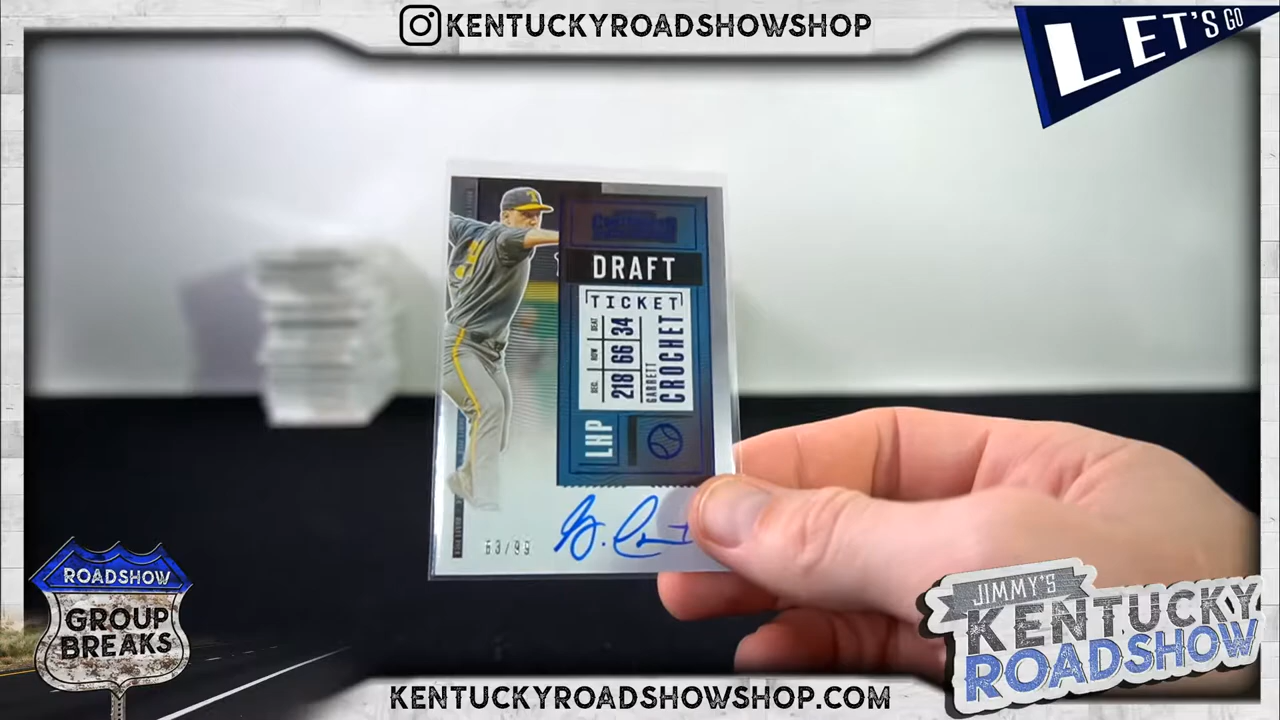 KENTUCKYROADSHOWSHOP
LET'S GO
DRAFT
TICKET
SEC. ROW SEAT
218 66 34
GARRETT
CROCHET
LHP
63/99
ROADSHOW
GROUP
BREAKS
JIMMY'S
KENTUCKY
ROADSHOW
KENTUCKYROADSHOWSHOP.COM